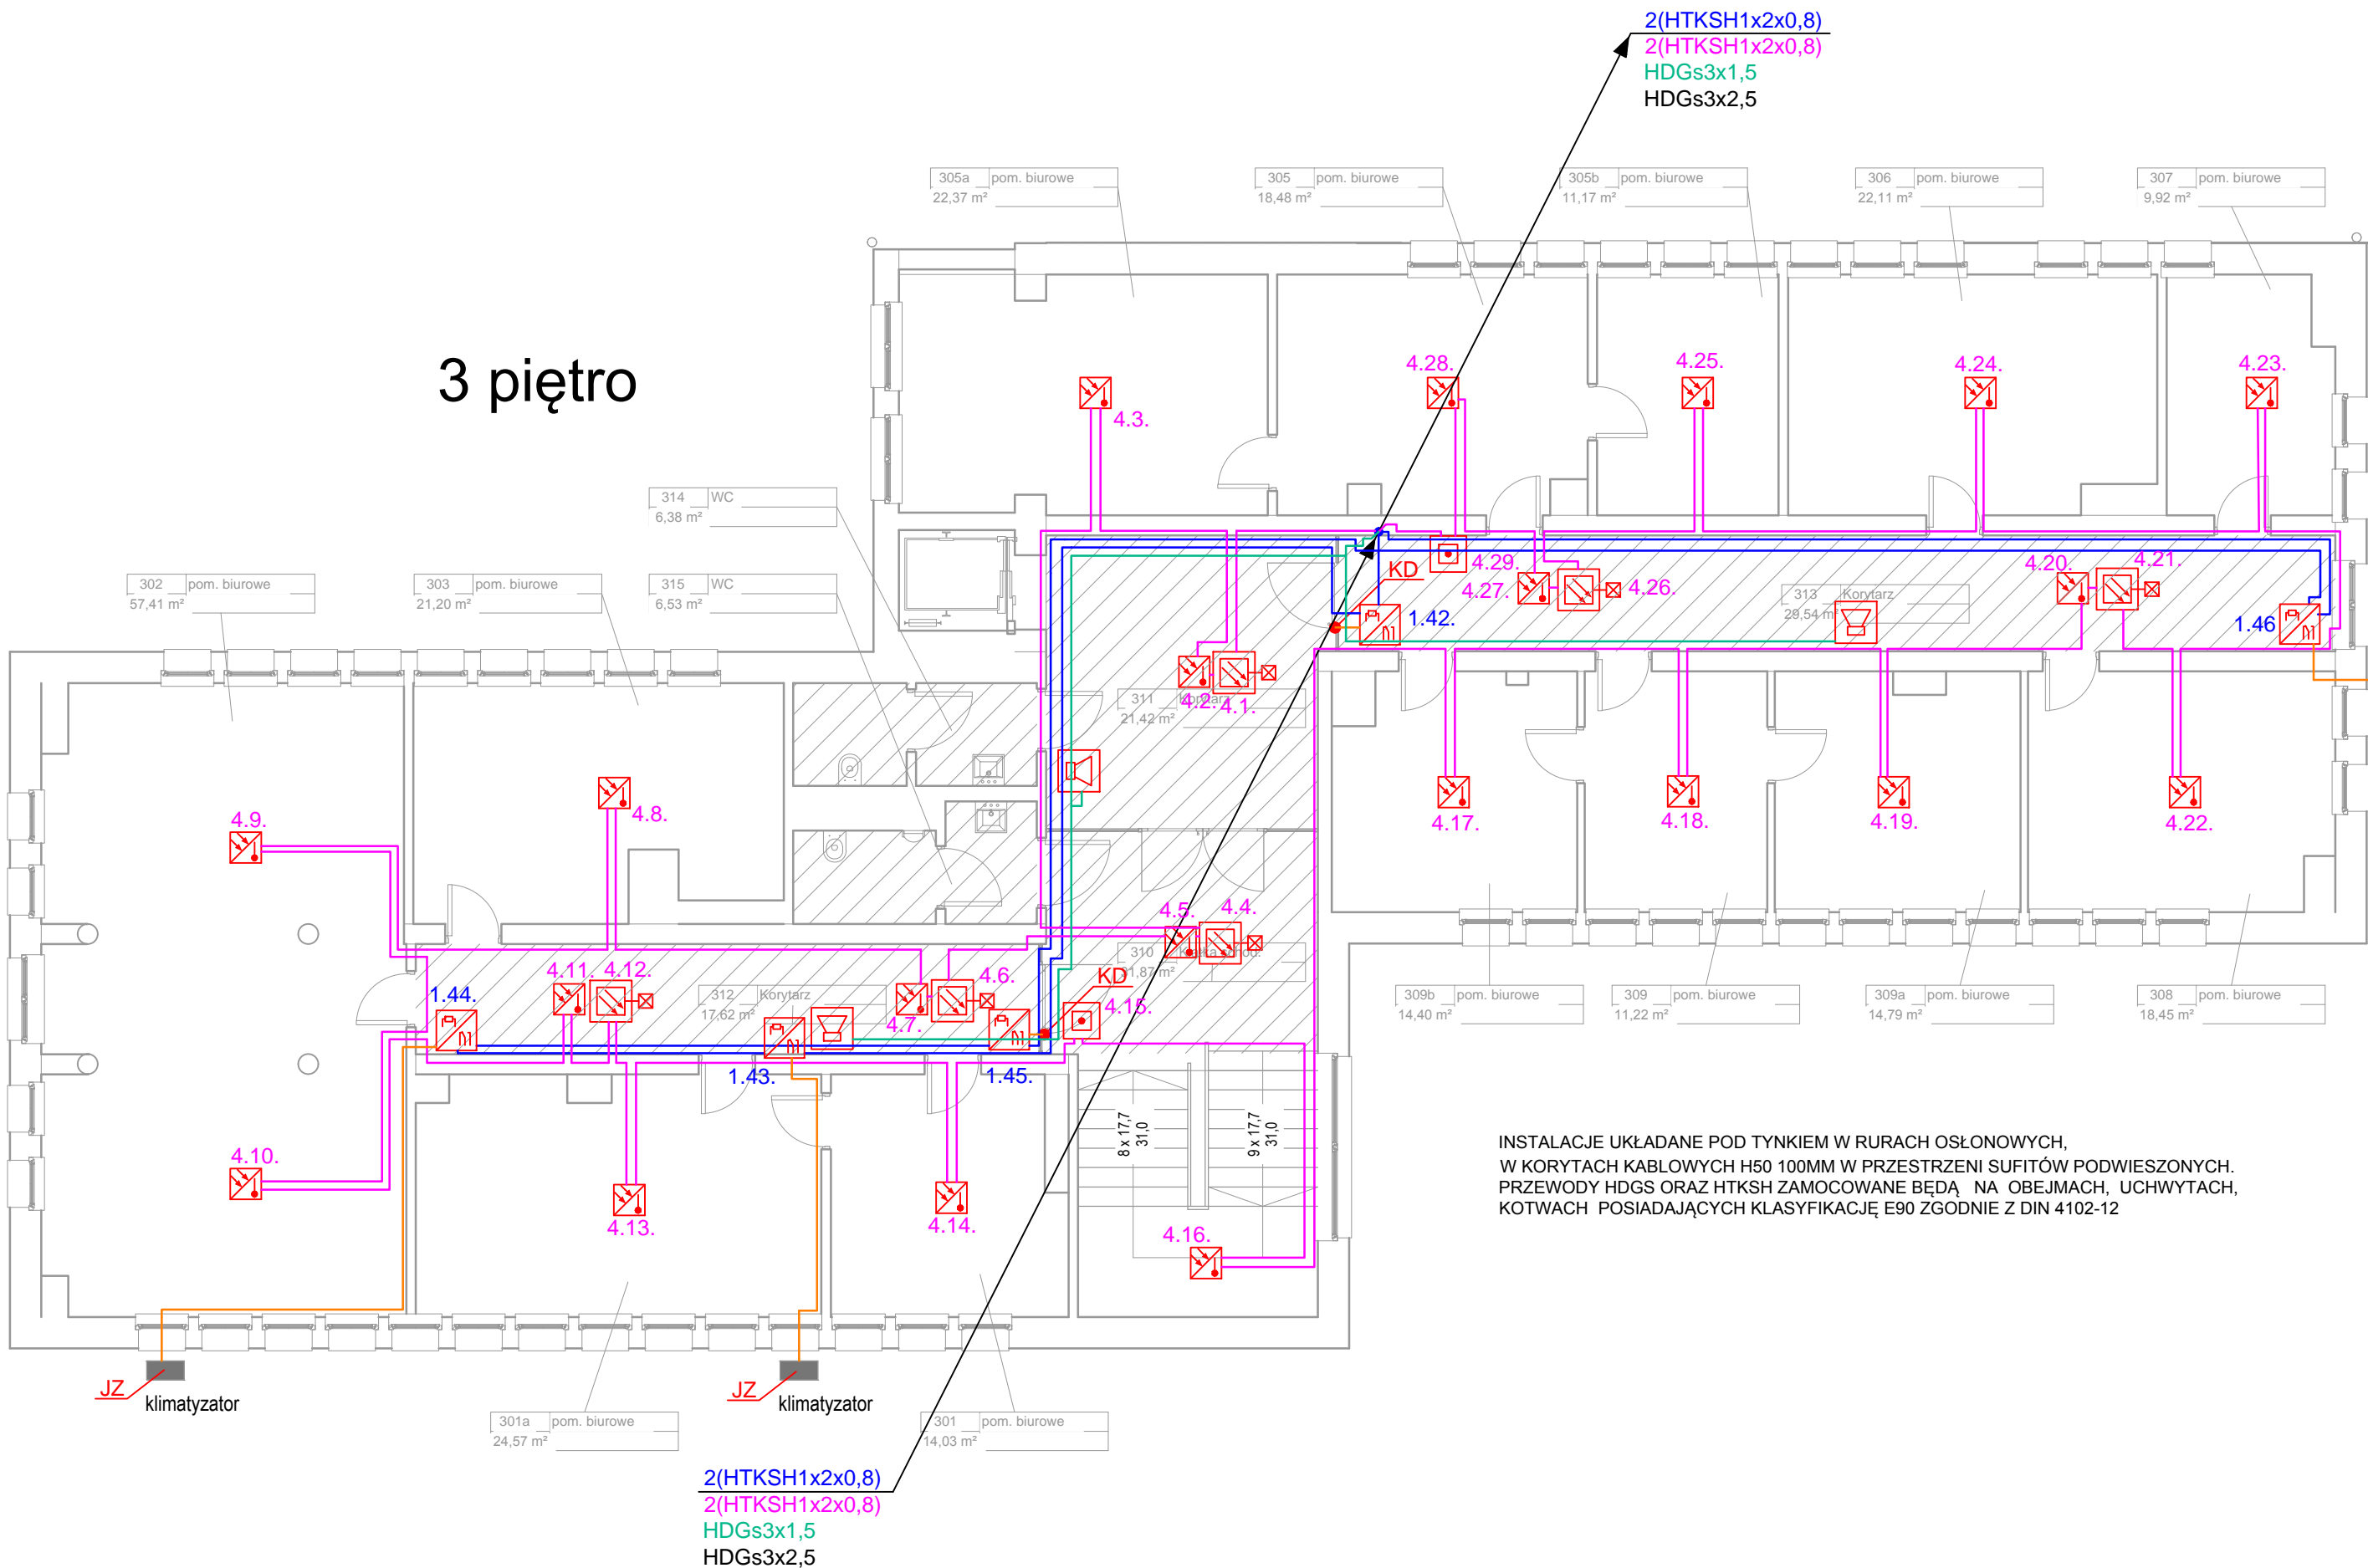 2(HTKSH1x2x0,8)
2(HTKSH1x2x0,8)
HDGs3x1,5
HDGs3x2,5
305a pom. biurowe
22,37 m²
305 pom. biurowe
18,48 m²
305b pom. biurowe
11,17 m²
306 pom. biurowe
22,11 m²
307 pom. biurowe
9,92 m²
3 piętro
4.3.
4.28.
4.25.
4.24.
4.23.
314 WC
6,38 m²
302 pom. biurowe
57,41 m²
303 pom. biurowe
21,20 m²
315 WC
6,53 m²
KD
4.29.
4.27.
4.26.
4.20.
4.21.
313 Korytarz
29,54 m²
1.42.
1.46
311 Korytarz
21,42 m²
4.2.
4.1.
4.9.
4.8.
4.17.
4.18.
4.19.
4.22.
4.5.
4.4.
310
31,87 m²
4.11.
4.12.
4.6.
KD
4.15.
1.44.
312 Korytarz
17,62 m²
4.7.
309b pom. biurowe
14,40 m²
309 pom. biurowe
11,22 m²
309a pom. biurowe
14,79 m²
308 pom. biurowe
18,45 m²
1.43.
1.45.
8 x 17,7
31,0
9 x 17,7
31,0
4.10.
4.13.
4.14.
4.16.
INSTALACJE UKŁADANE POD TYNKIEM W RURACH OSŁONOWYCH,
W KORYTACH KABLOWYCH H50 100MM W PRZESTRZENI SUFITÓW PODWIESZONYCH.
PRZEWODY HDGS ORAZ HTKSH ZAMOCOWANE BĘDĄ NA OBEJMACH, UCHWYTACH,
KOTWACH POSIADAJĄCYCH KLASYFIKACJĘ E90 ZGODNIE Z DIN 4102-12
JZ
klimatyzator
JZ
klimatyzator
301a pom. biurowe
24,57 m²
301 pom. biurowe
14,03 m²
2(HTKSH1x2x0,8)
2(HTKSH1x2x0,8)
HDGs3x1,5
HDGs3x2,5